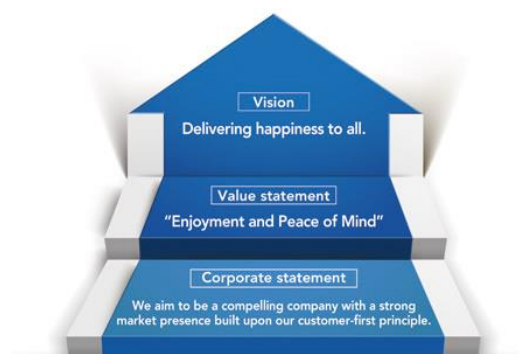 Vision
Delivering happiness to all.
Value statement
“Enjoyment and Peace of Mind”
Corporate statement
We aim to be a compelling company with a strong
market presence built upon our customer-first principle.